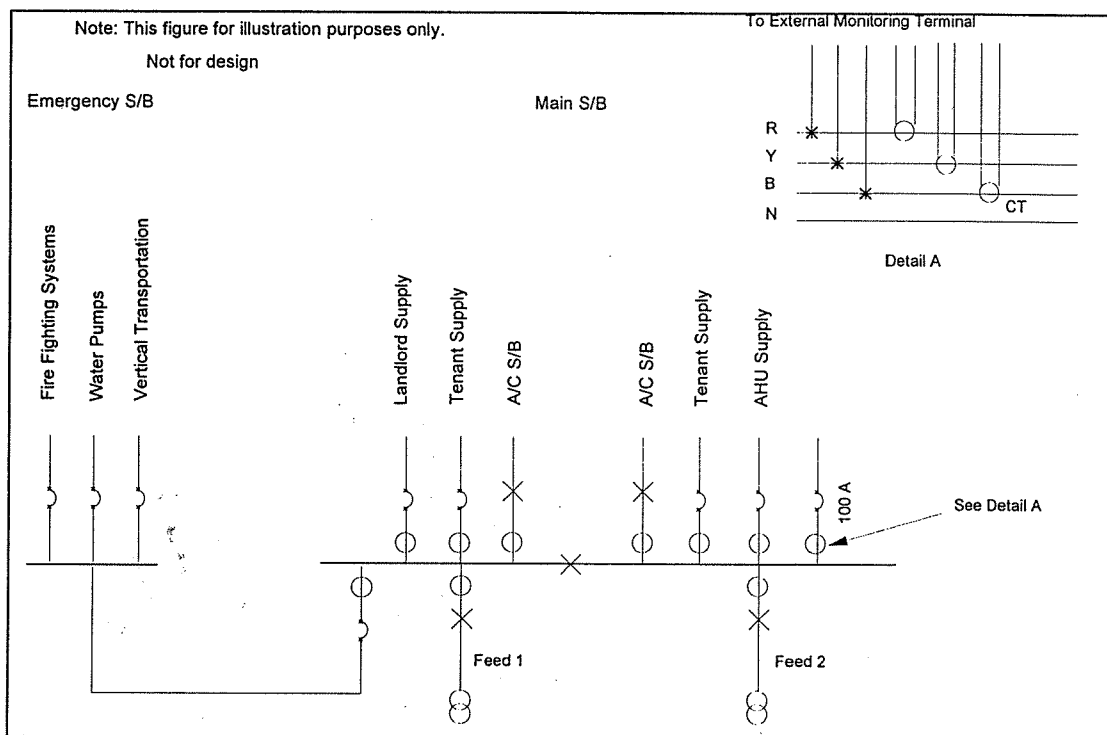 Note: This figure for illustration purposes only.
Not for design
To External Monitoring Terminal
Emergency S/B
Main S/B
R
Y
B
N
CT
Detail A
Fire Fighting Systems
Water Pumps
Vertical Transportation
Landlord Supply
Tenant Supply
A/C S/B
A/C S/B
Tenant Supply
AHU Supply
100 A
See Detail A
Feed 1
Feed 2